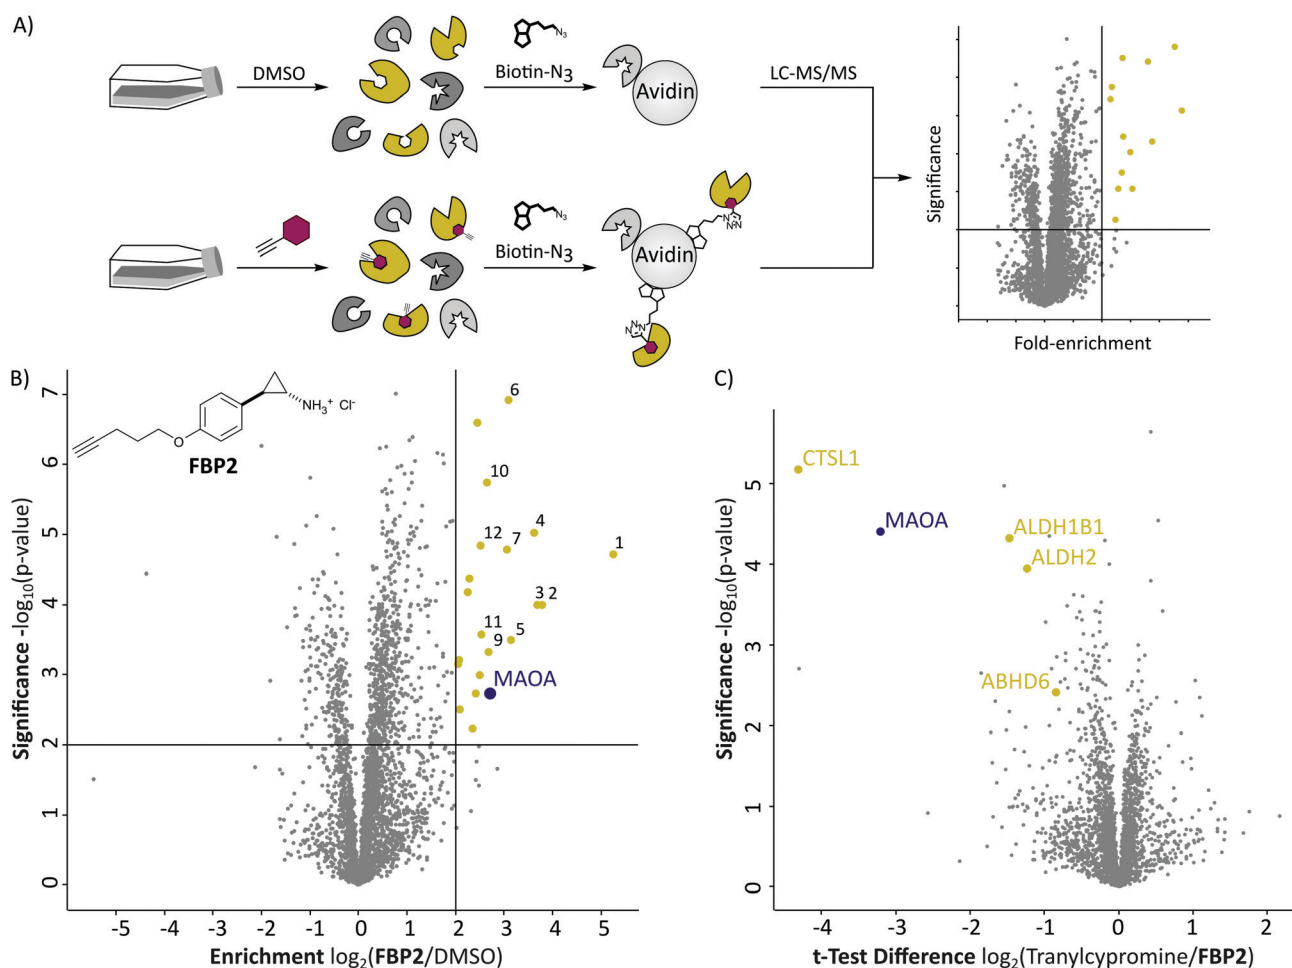 A)
DMSO
N3
Biotin-N3
Avidin
LC-MS/MS
N3
Biotin-N3
Avidin
N
N=N
N
N=N
Significance
Fold-enrichment
B)
7
6
5
4
3
2
1
0
Significance -log10(p-value)
NH3+ Cl-
O
FBP2
6
10
4
12
7
1
3
2
11
5
9
MAOA
-5
-4
-3
-2
-1
0
1
2
3
4
5
Enrichment log2(FBP2/DMSO)
C)
5
4
3
2
1
0
Significance -log10(p-value)
CTSL1
MAOA
ALDH1B1
ALDH2
ABHD6
-4
-3
-2
-1
0
1
2
t-Test Difference log2(Tranylcypromine/FBP2)